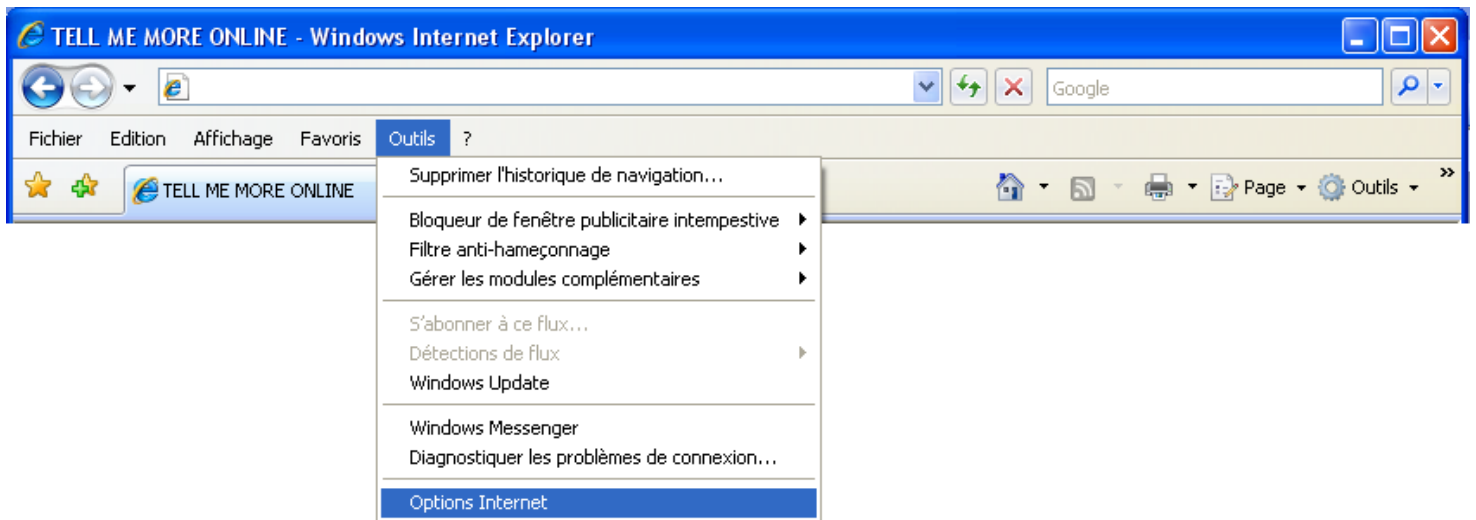 TELL ME MORE ONLINE - Windows Internet Explorer
Google
Fichier Edition Affichage Favoris Outils ?
TELL ME MORE ONLINE
Page Outils »
Supprimer l'historique de navigation...
Bloqueur de fenêtre publicitaire intempestive
Filtre anti-hameçonnage
Gérer les modules complémentaires
S'abonner à ce flux...
Détections de flux
Windows Update
Windows Messenger
Diagnostiquer les problèmes de connexion...
Options Internet